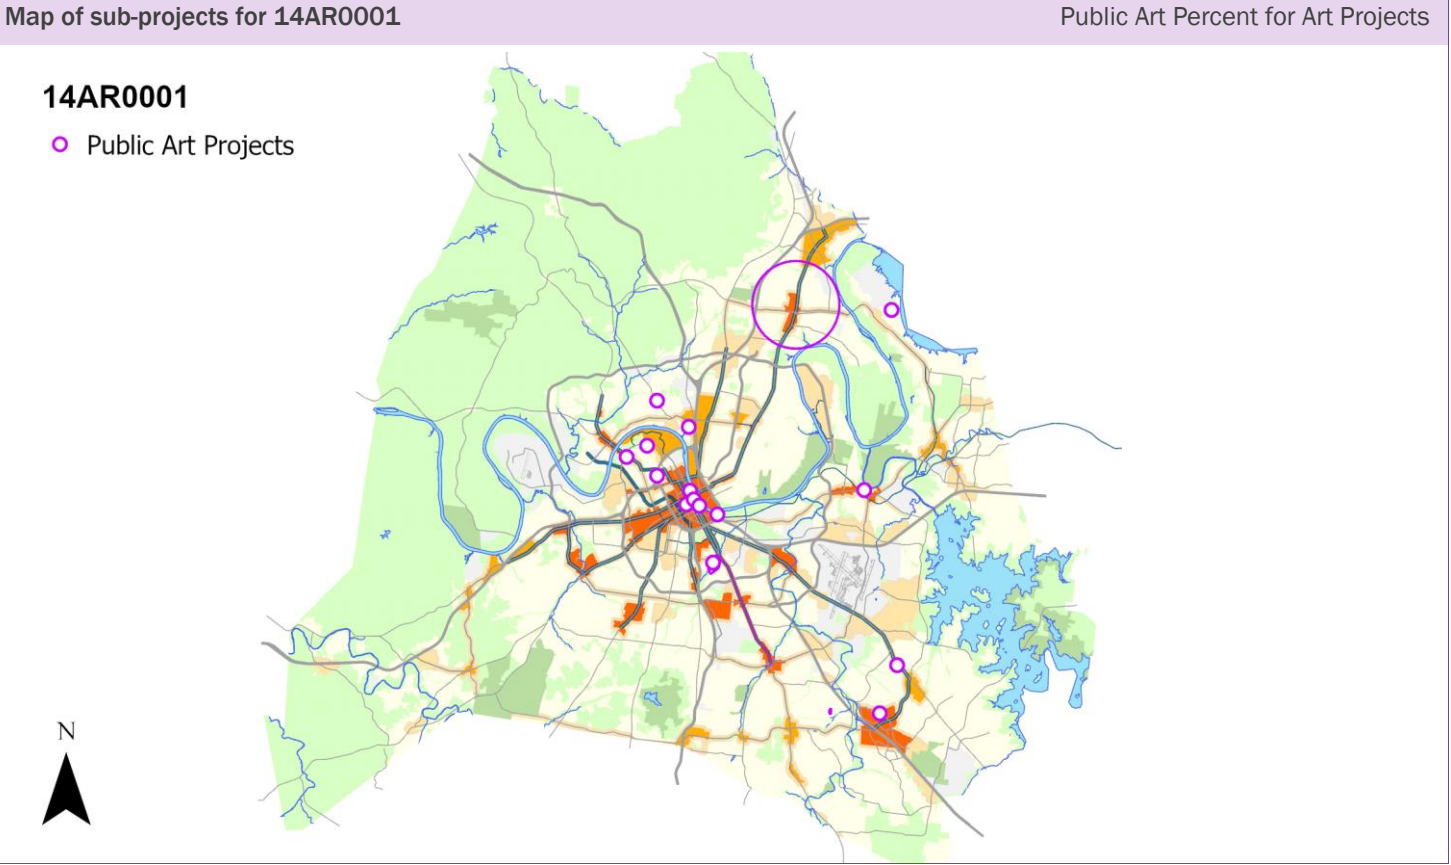 Map of sub-projects for 14AR0001
Public Art Percent for Art Projects
14AR0001
Public Art Projects
N